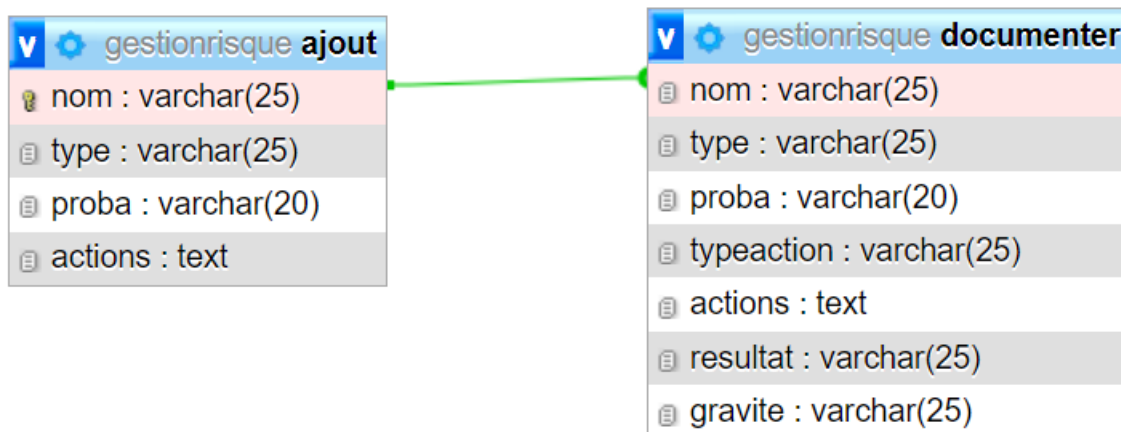 v gestionrisque ajout
nom : varchar(25)
type : varchar(25)
proba : varchar(20)
actions : text
v gestionrisque documenter
nom : varchar(25)
type : varchar(25)
proba : varchar(20)
typeaction : varchar(25)
actions : text
resultat : varchar(25)
gravite : varchar(25)